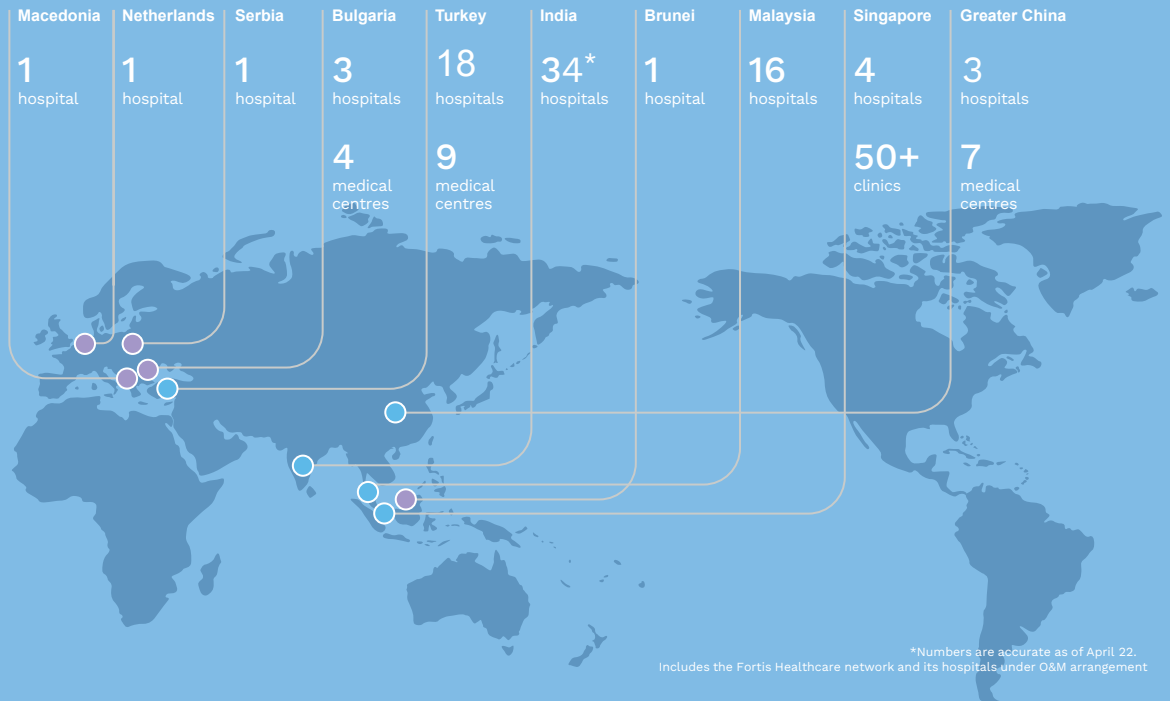 Macedonia
1
hospital
Netherlands
1
hospital
Serbia
1
hospital
Bulgaria
3
hospitals
4
medical
centres
Turkey
18
hospitals
9
medical
centres
India
34*
hospitals
Brunei
1
hospital
Malaysia
16
hospitals
Singapore
4
hospitals
50+
clinics
Greater China
3
hospitals
7
medical
centres
*Numbers are accurate as of April 22.
Includes the Fortis Healthcare network and its hospitals under O&M arrangement